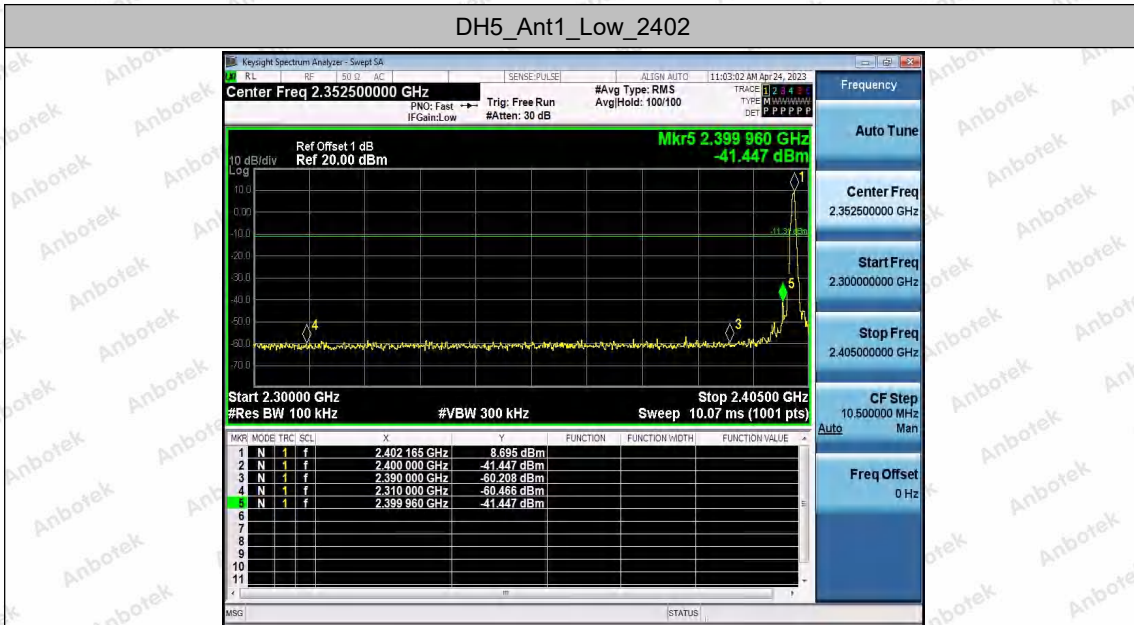 DH5_Ant1_Low_2402
Keysight Spectrum Analyzer - Swept SA
RL RF 50 Ω AC SENSE:PULSE ALIGN AUTO 11:03:02 AM Apr 24, 2023
Center Freq 2.352500000 GHz #Avg Type: RMS TRACE 1 2 3 4 5 6
PNO: Fast Trig: Free Run Avg|Hold: 100/100 TYPE M WWWWW
IFGain:Low #Atten: 30 dB DET P P P P P P
Mkr5 2.399 960 GHz
-41.447 dBm
Ref Offset 1 dB
10 dB/div Ref 20.00 dBm
Log
10.0
0.00
-10.0
-20.0
-30.0
-40.0
-50.0
-60.0
-70.0
1
5
4
3
Start 2.30000 GHz Stop 2.40500 GHz
#Res BW 100 kHz #VBW 300 kHz Sweep 10.07 ms (1001 pts)
MKR MODE TRC SCL X Y FUNCTION FUNCTION WIDTH FUNCTION VALUE
1 N 1 f 2.402 165 GHz 8.695 dBm
2 N 1 f 2.400 000 GHz -41.447 dBm
3 N 1 f 2.390 000 GHz -60.208 dBm
4 N 1 f 2.310 000 GHz -60.466 dBm
5 N 1 f 2.399 960 GHz -41.447 dBm
6
7
8
9
10
11
MSG STATUS
Frequency
Auto Tune
Center Freq
2.352500000 GHz
Start Freq
2.300000000 GHz
Stop Freq
2.405000000 GHz
CF Step
10.500000 MHz
Auto Man
Freq Offset
0 Hz
Anbotek